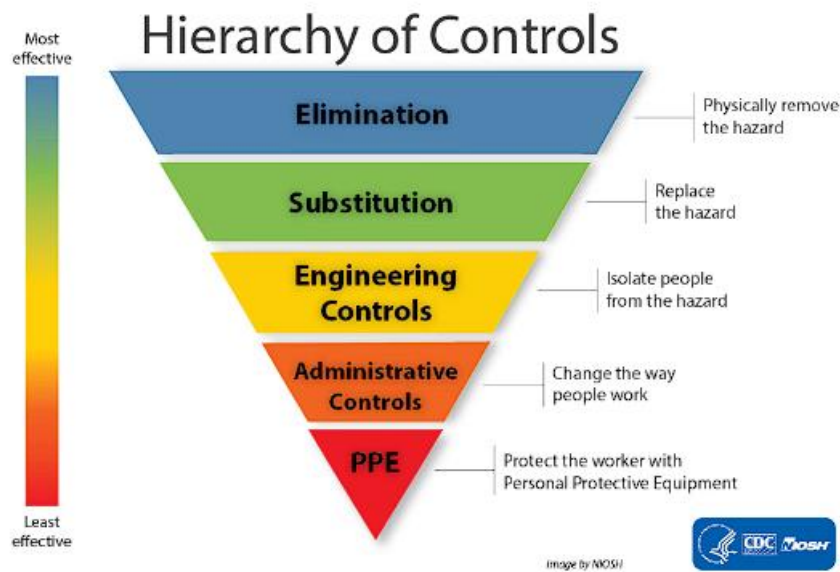 Hierarchy of Controls
Most
effective
Elimination
Physically remove
the hazard
Substitution
Replace
the hazard
Engineering
Controls
Isolate people
from the hazard
Administrative
Controls
Change the way
people work
PPE
Protect the worker with
Personal Protective Equipment
Least
effective
Image by NIOSH
CDC NIOSH